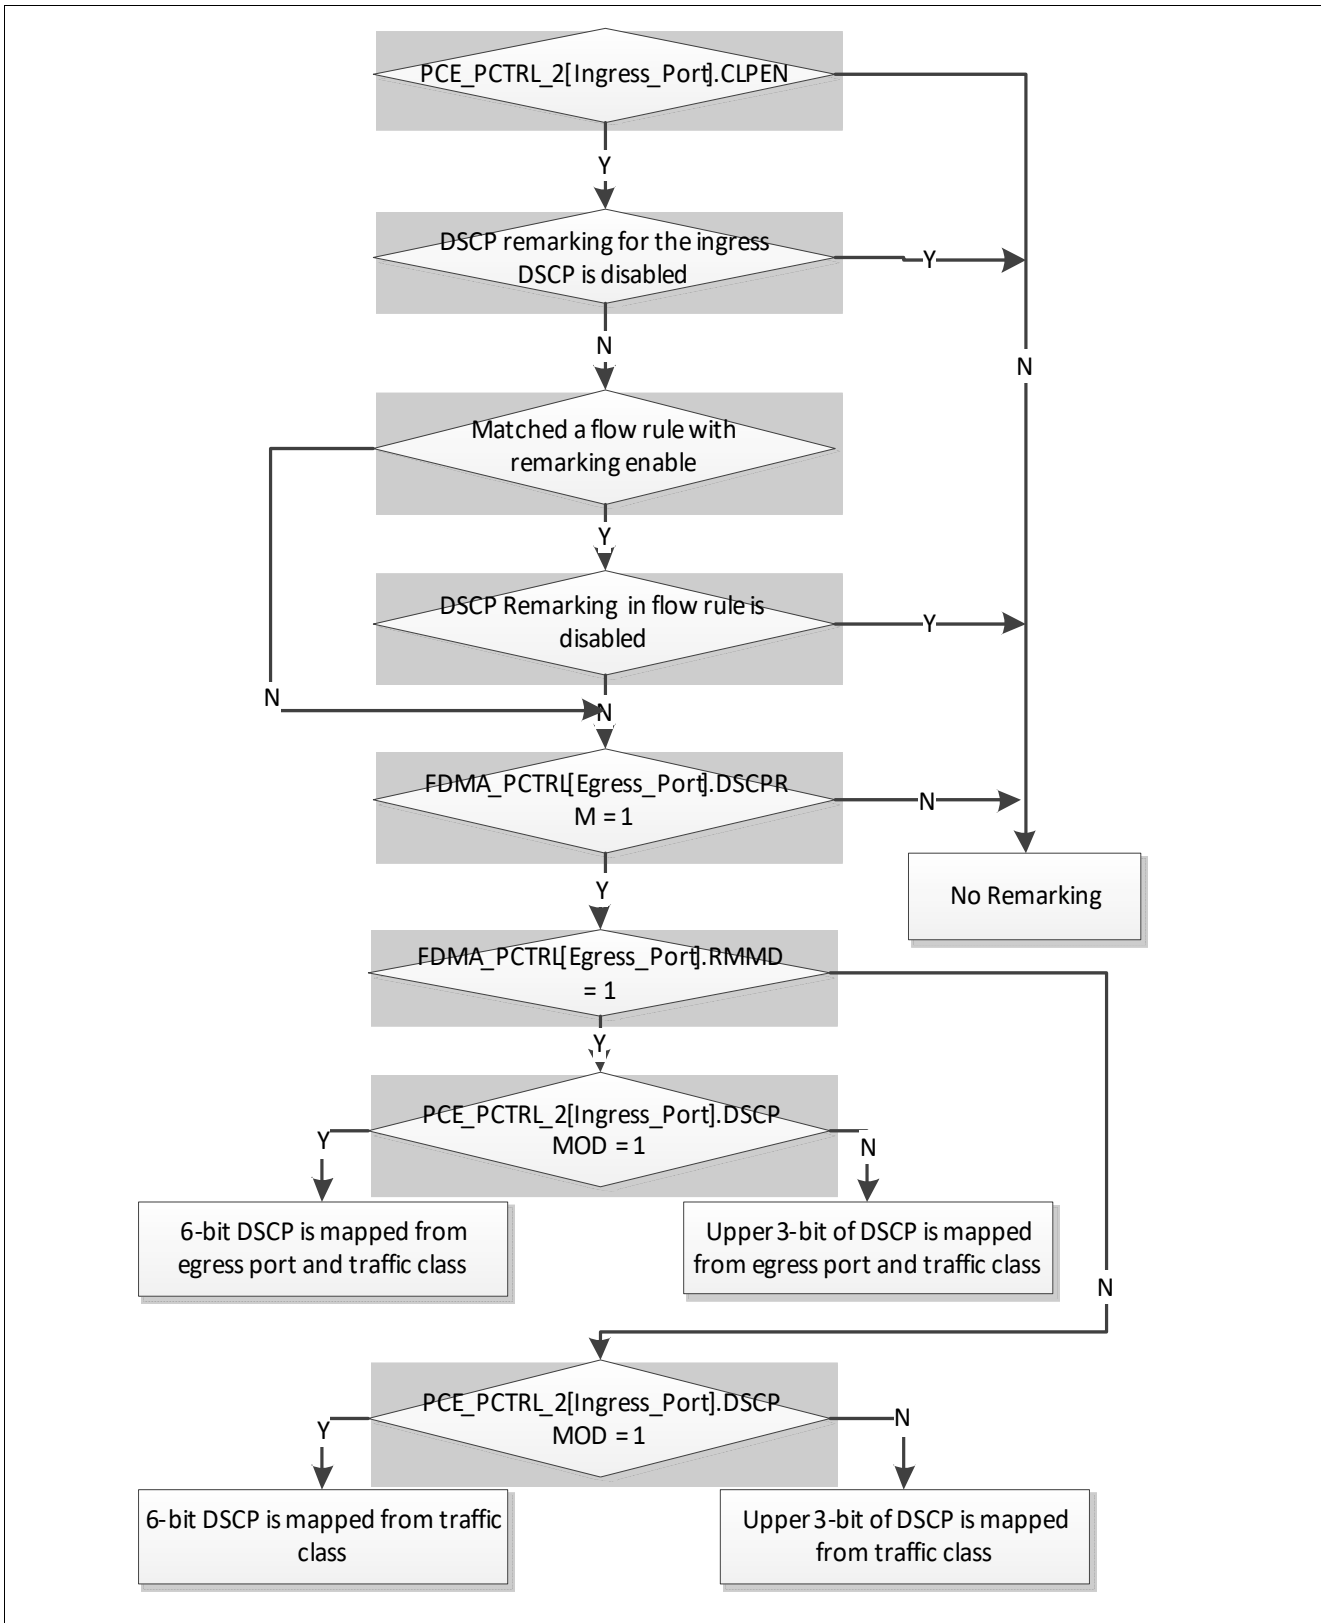 PCE_PCTRL_2[Ingress_Port].CLPEN
Y
DSCP remarking for the ingress
DSCP is disabled
Y
N
N
Matched a flow rule with
remarking enable
Y
DSCP Remarking in flow rule is
disabled
Y
N
N
FDMA_PCTRL[Egress_Port].DSCPR
M = 1
N
Y
No Remarking
FDMA_PCTRL[Egress_Port].RMMD
= 1
Y
PCE_PCTRL_2[Ingress_Port].DSCP
MOD = 1
Y
N
6-bit DSCP is mapped from
egress port and traffic class
Upper 3-bit of DSCP is mapped
from egress port and traffic class
N
PCE_PCTRL_2[Ingress_Port].DSCP
MOD = 1
Y
N
6-bit DSCP is mapped from traffic
class
Upper 3-bit of DSCP is mapped
from traffic class